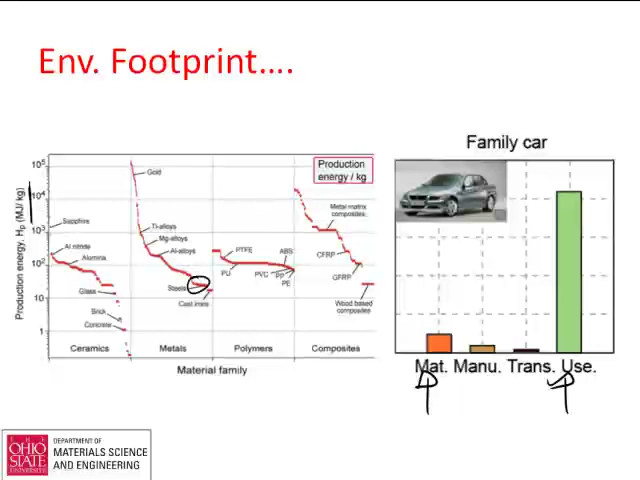 Env. Footprint....
Production energy, Hp (MJ/ kg)
10⁵
10⁴
10³
10²
10
1
Production
energy / kg
Gold
Sapphire
Al nitride
Alumina
Glass
Brick
Concrete
Ti-alloys
Mg-alloys
Al-alloys
Steels
Cast irons
PTFE
PU
ABS
PVC
PP
PE
Metal matrix
composites
CFRP
GFRP
Wood based
composites
Ceramics
Metals
Polymers
Composites
Material family
Family car
Mat. Manu. Trans. Use.
THE
OHIO
STATE
UNIVERSITY
DEPARTMENT OF
MATERIALS SCIENCE
AND ENGINEERING